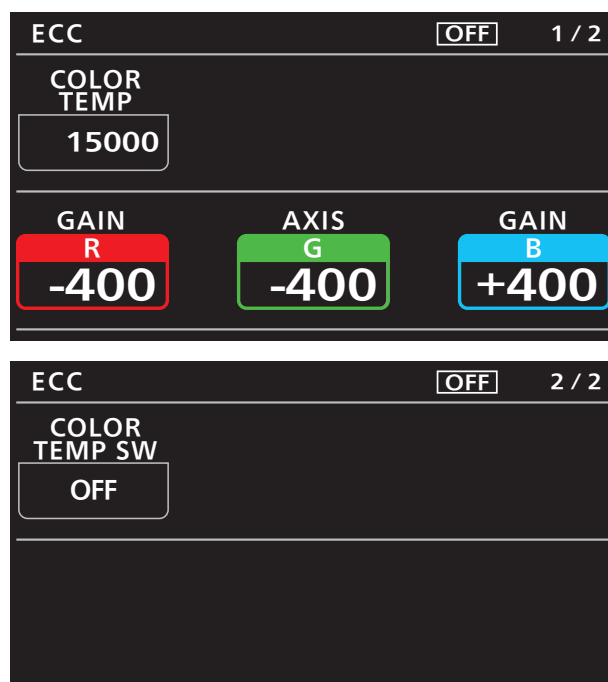 ECC OFF 1 / 2
COLOR
TEMP
15000
GAIN AXIS GAIN
R G B
-400 -400 +400
ECC OFF 2 / 2
COLOR
TEMP SW
OFF